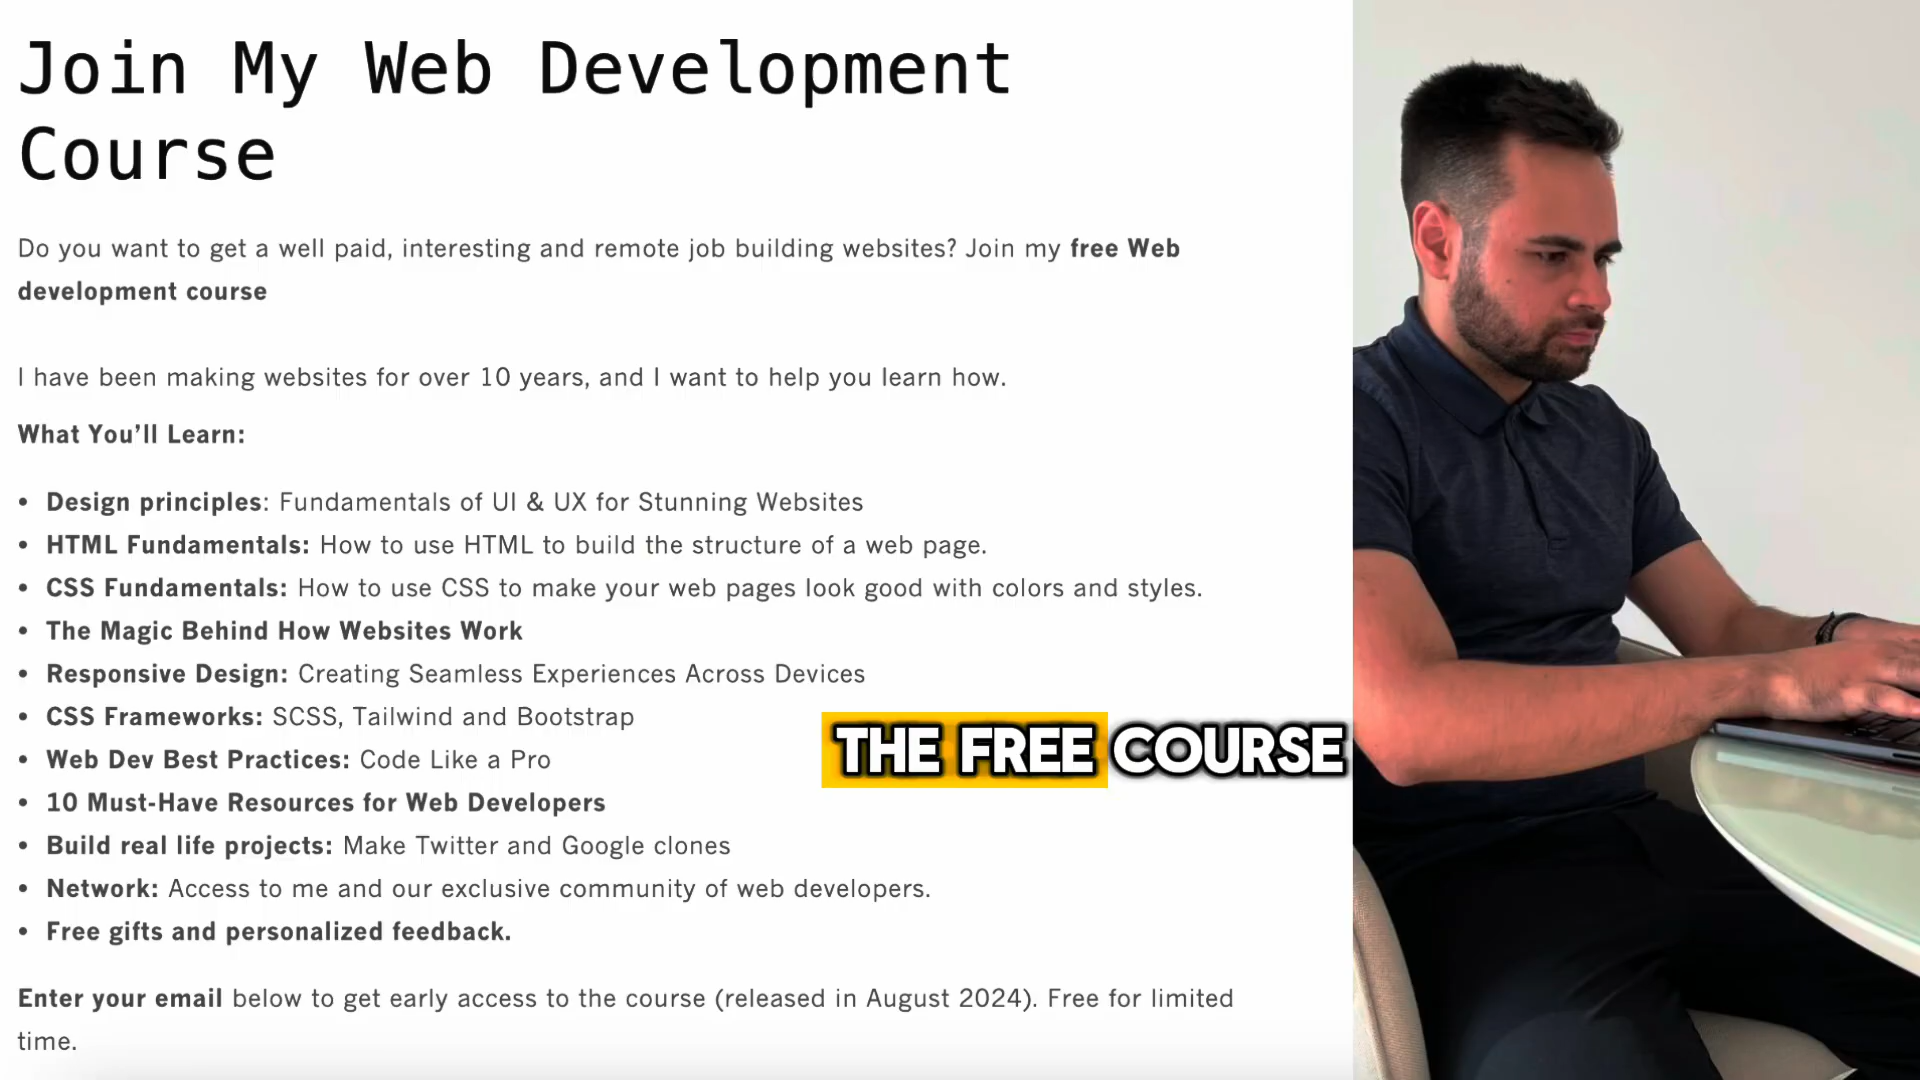 Join My Web Development
Course
Do you want to get a well paid, interesting and remote job building websites? Join my free Web
development course
I have been making websites for over 10 years, and I want to help you learn how.
What You'll Learn:
• Design principles: Fundamentals of UI & UX for Stunning Websites
• HTML Fundamentals: How to use HTML to build the structure of a web page.
• CSS Fundamentals: How to use CSS to make your web pages look good with colors and styles.
• The Magic Behind How Websites Work
• Responsive Design: Creating Seamless Experiences Across Devices
• CSS Frameworks: SCSS, Tailwind and Bootstrap
• Web Dev Best Practices: Code Like a Pro
• 10 Must-Have Resources for Web Developers
• Build real life projects: Make Twitter and Google clones
• Network: Access to me and our exclusive community of web developers.
• Free gifts and personalized feedback.
Enter your email below to get early access to the course (released in August 2024). Free for limited
time.
THE FREE COURSE